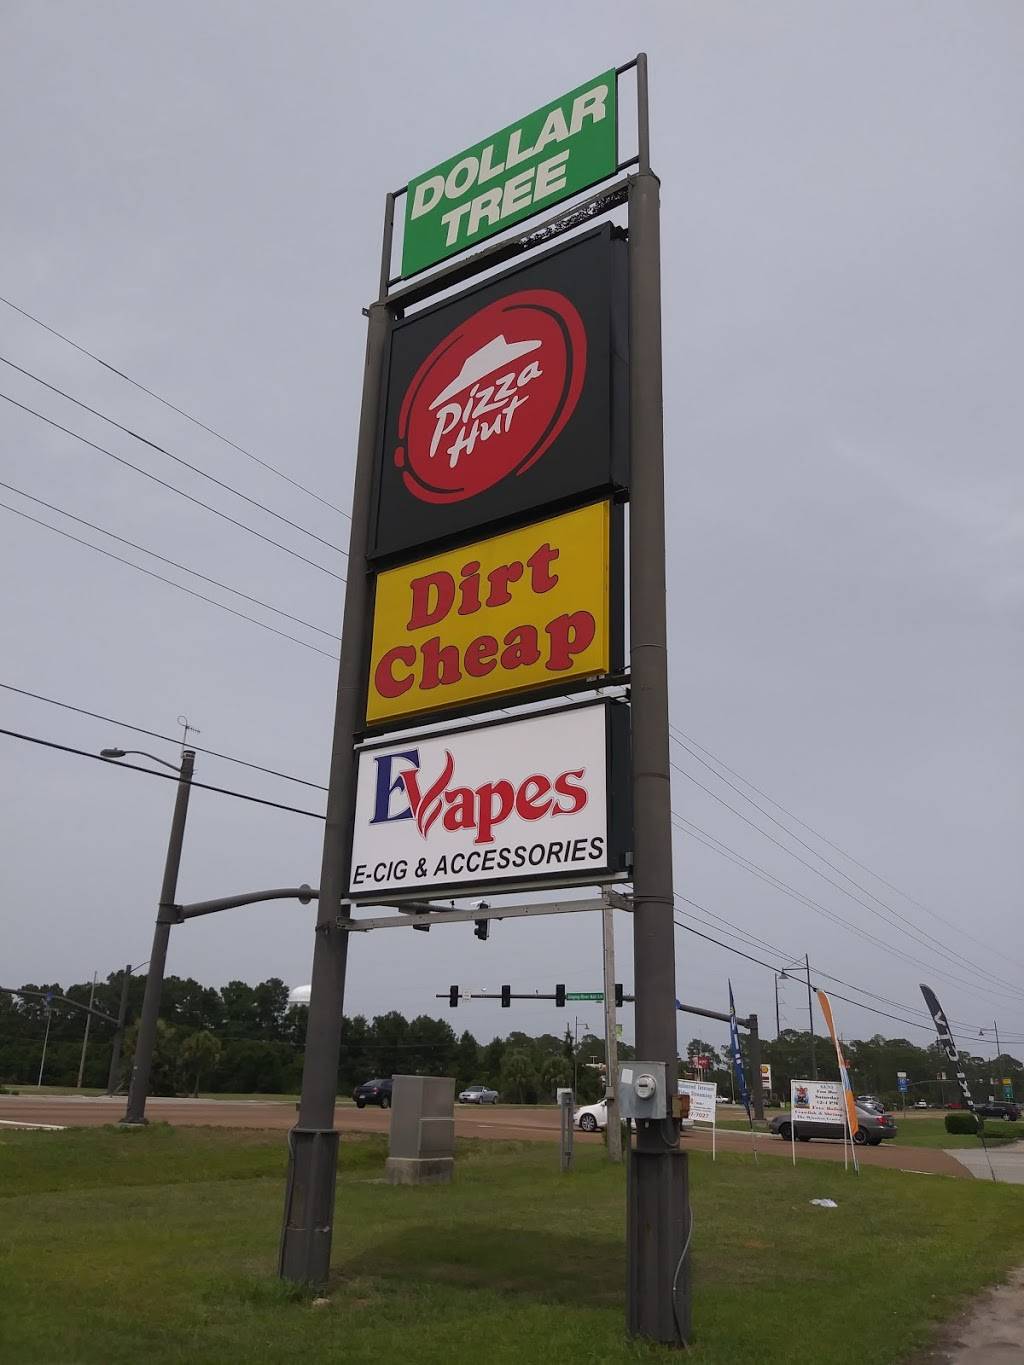 DOLLAR
TREE
Pizza
Hut
Dirt
Cheap
EVapes
E-CIG & ACCESSORIES